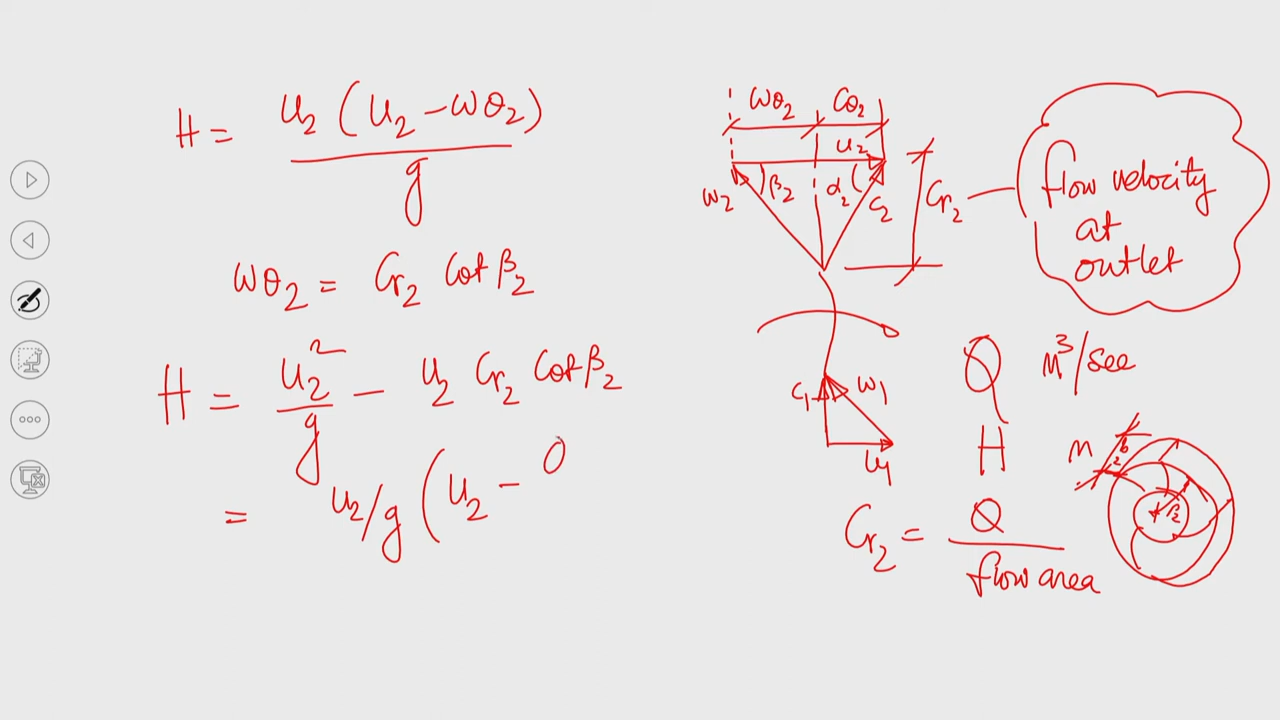 H = u₂ (u₂ - wθ₂)
g
wθ₂ = Cr₂ Cot β₂
H = u₂² / g - u₂ Cr₂ Cot β₂
= u₂/g (u₂ - Q
wθ₂ Cθ₂
u₂
w₂ β₂ α₂ C₂ Cr₂
flow velocity
at
outlet
C₁ w₁
u₁
Q m³/sec
H m
Cr₂ = Q
flow area